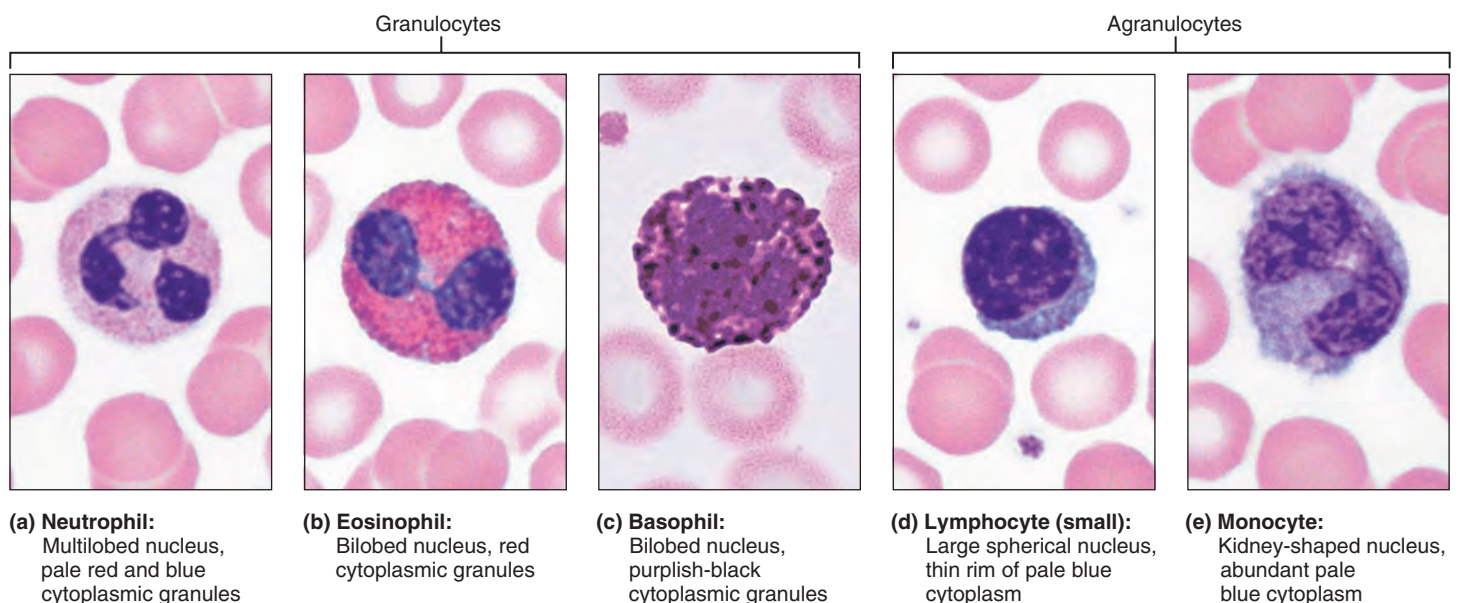 Granulocytes
Agranulocytes
(a) Neutrophil:
Multilobed nucleus,
pale red and blue
cytoplasmic granules
(b) Eosinophil:
Bilobed nucleus, red
cytoplasmic granules
(c) Basophil:
Bilobed nucleus,
purplish-black
cytoplasmic granules
(d) Lymphocyte (small):
Large spherical nucleus,
thin rim of pale blue
cytoplasm
(e) Monocyte:
Kidney-shaped nucleus,
abundant pale
blue cytoplasm